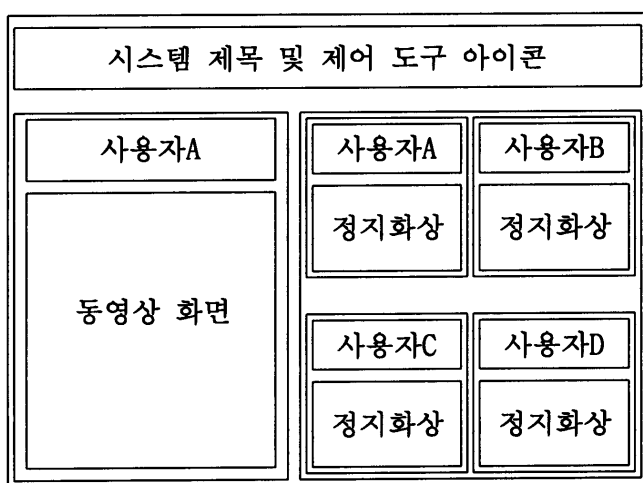 시스템 제목 및 제어 도구 아이콘
사용자A
동영상 화면
사용자A
사용자B
정지화상
정지화상
사용자C
사용자D
정지화상
정지화상